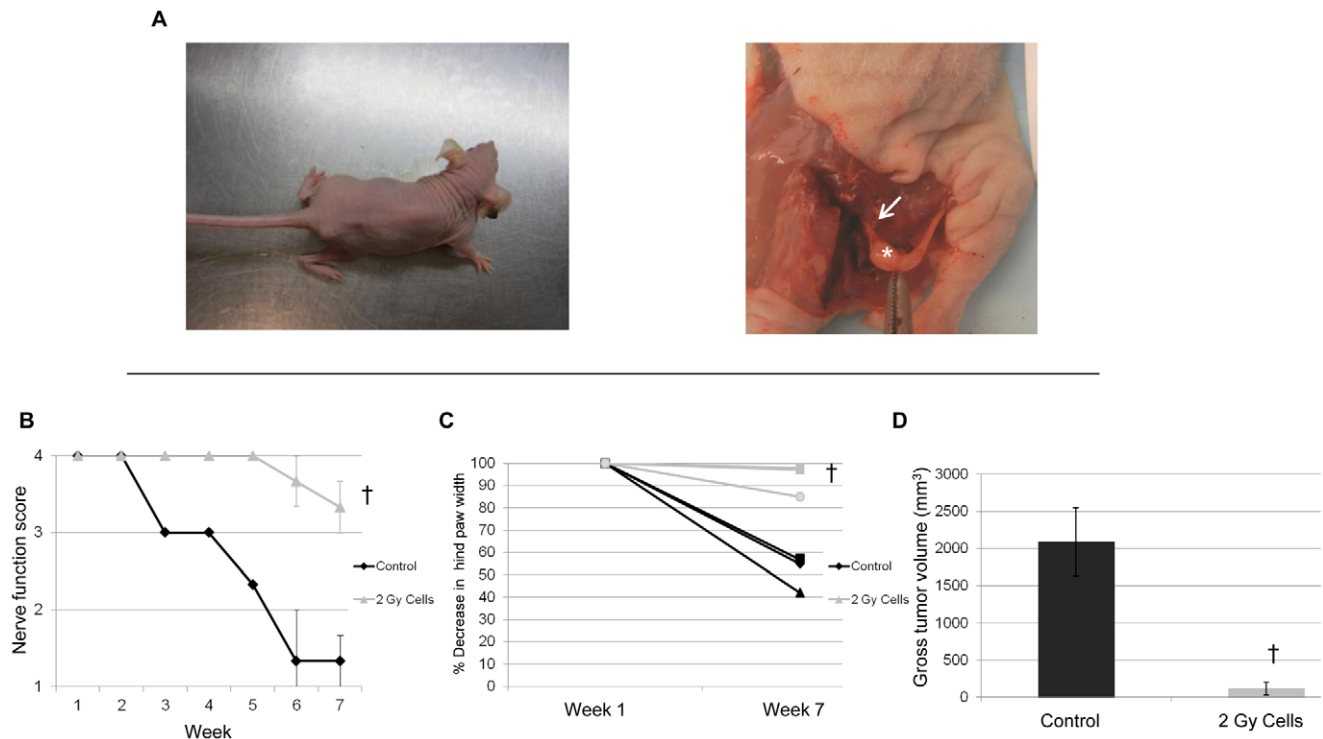 A
*
B
Nerve function score
4
3
2
1
1 2 3 4 5 6 7
Week
†
Control
2 Gy Cells
C
% Decrease in hind paw width
100
90
80
70
60
50
40
30
20
10
0
Week 1 Week 7
†
Control
2 Gy Cells
D
Gross tumor volume (mm³)
3000
2500
2000
1500
1000
500
0
†
Control 2 Gy Cells